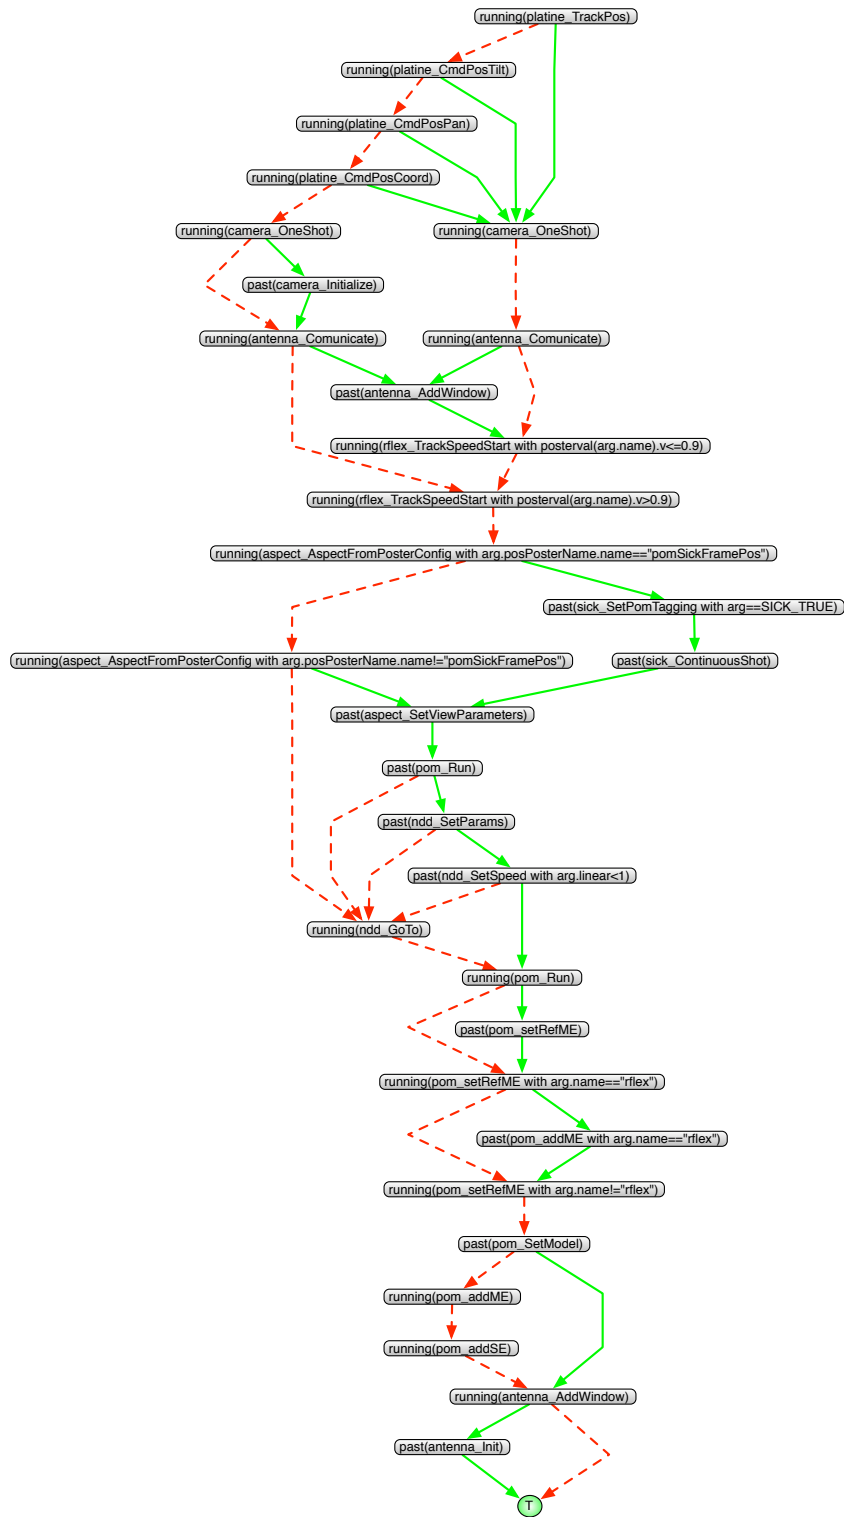 running(platine_TrackPos)
running(platine_CmdPosTilt)
running(platine_CmdPosPan)
running(platine_CmdPosCoord)
running(camera_OneShot)
running(camera_OneShot)
past(camera_Initialize)
running(antenna_Comunicate)
running(antenna_Comunicate)
past(antenna_AddWindow)
running(rflex_TrackSpeedStart with posterval(arg.name).v<=0.9)
running(rflex_TrackSpeedStart with posterval(arg.name).v>0.9)
running(aspect_AspectFromPosterConfig with arg.posPosterName.name=="pomSickFramePos")
past(sick_SetPomTagging with arg==SICK_TRUE)
running(aspect_AspectFromPosterConfig with arg.posPosterName.name!="pomSickFramePos")
past(sick_ContinuousShot)
past(aspect_SetViewParameters)
past(pom_Run)
past(ndd_SetParams)
past(ndd_SetSpeed with arg.linear<1)
running(ndd_GoTo)
running(pom_Run)
past(pom_setRefME)
running(pom_setRefME with arg.name=="rflex")
past(pom_addME with arg.name=="rflex")
running(pom_setRefME with arg.name!="rflex")
past(pom_SetModel)
running(pom_addME)
running(pom_addSE)
running(antenna_AddWindow)
past(antenna_Init)
T